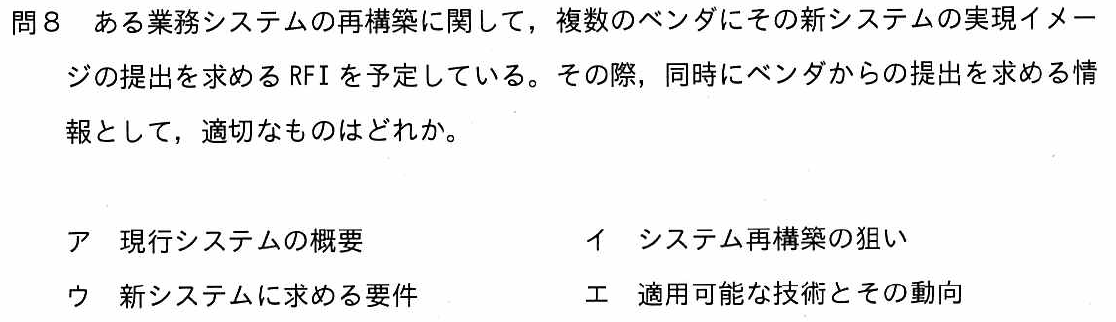 問８　ある業務システムの再構築に関して，複数のベンダにその新システムの実現イメー
ジの提出を求める RFI を予定している。その際，同時にベンダからの提出を求める情
報として，適切なものはどれか。
ア　現行システムの概要　イ　システム再構築の狙い
ウ　新システムに求める要件　エ　適用可能な技術とその動向